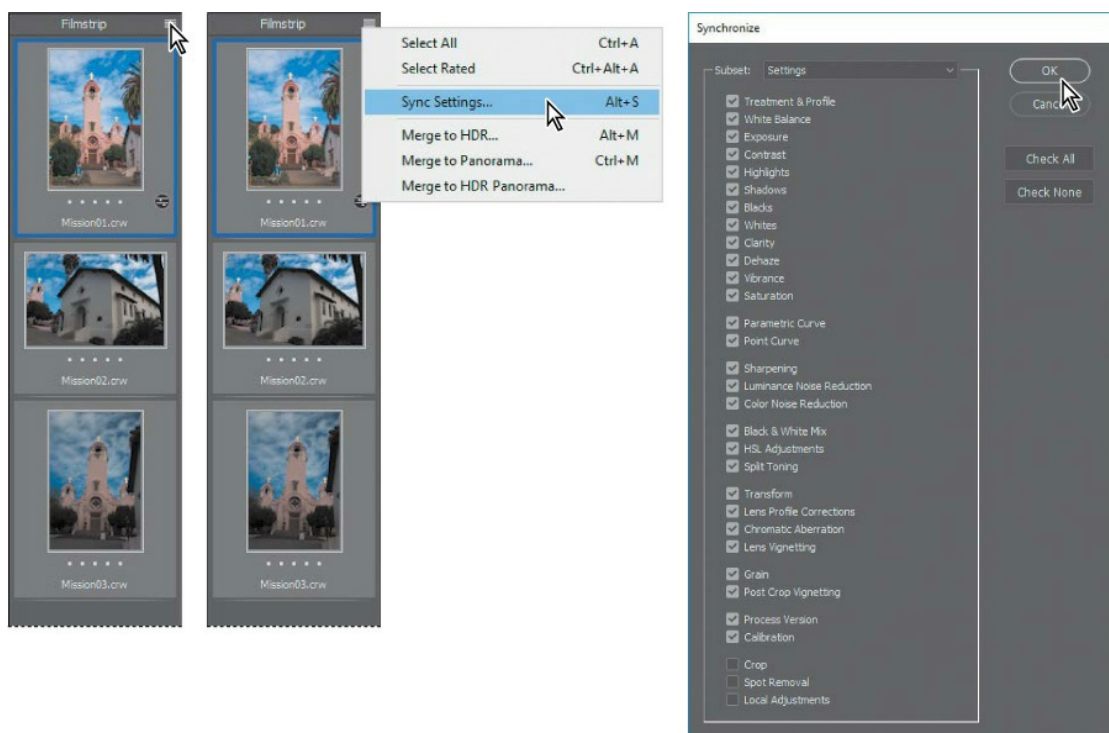 Filmstrip
Mission01.crw
Mission02.crw
Mission03.crw
Filmstrip
Mission01.crw
Mission02.crw
Mission03.crw
Select All Ctrl+A
Select Rated Ctrl+Alt+A
Sync Settings... Alt+S
Merge to HDR... Alt+M
Merge to Panorama... Ctrl+M
Merge to HDR Panorama...
Synchronize
Subset: Settings
OK
Cancel
Check All
Check None
Treatment & Profile
White Balance
Exposure
Contrast
Highlights
Shadows
Blacks
Whites
Clarity
Dehaze
Vibrance
Saturation
Parametric Curve
Point Curve
Sharpening
Luminance Noise Reduction
Color Noise Reduction
Black & White Mix
HSL Adjustments
Split Toning
Transform
Lens Profile Corrections
Chromatic Aberration
Lens Vignetting
Grain
Post Crop Vignetting
Process Version
Calibration
Crop
Spot Removal
Local Adjustments